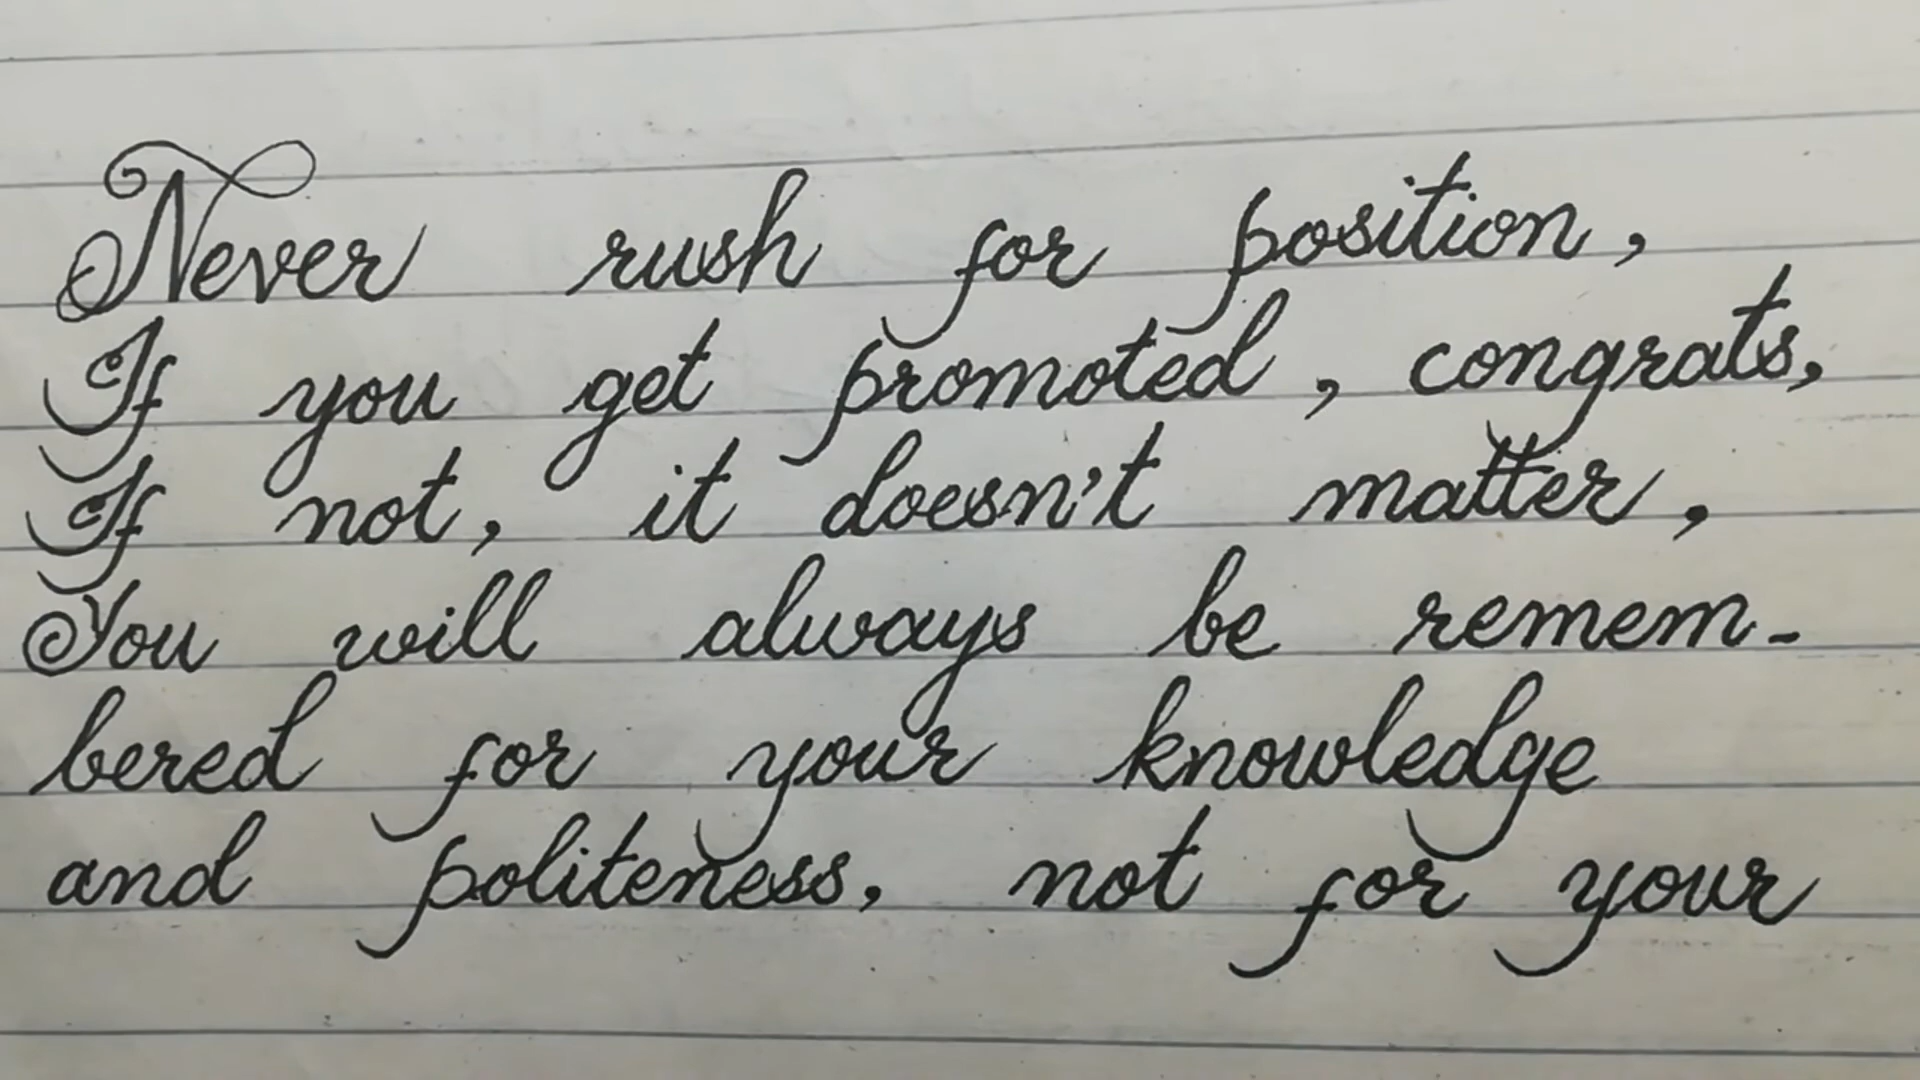 Never rush for position,
If you get promoted, congrats,
If not, it doesn't matter,
You will always be remem-
bered for your knowledge
and politeness, not for your